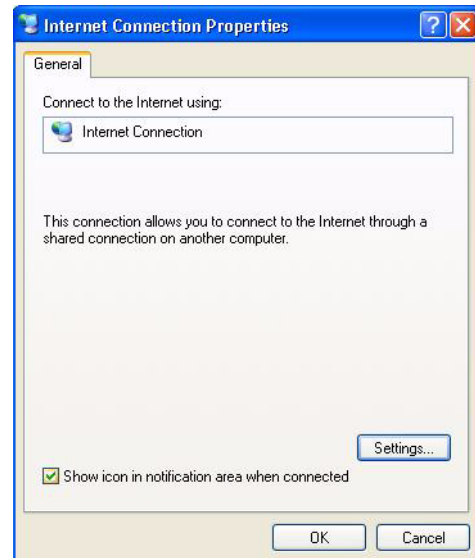 Internet Connection Properties
General
Connect to the Internet using:
Internet Connection
This connection allows you to connect to the Internet through a
shared connection on another computer.
Settings...
Show icon in notification area when connected
OK Cancel